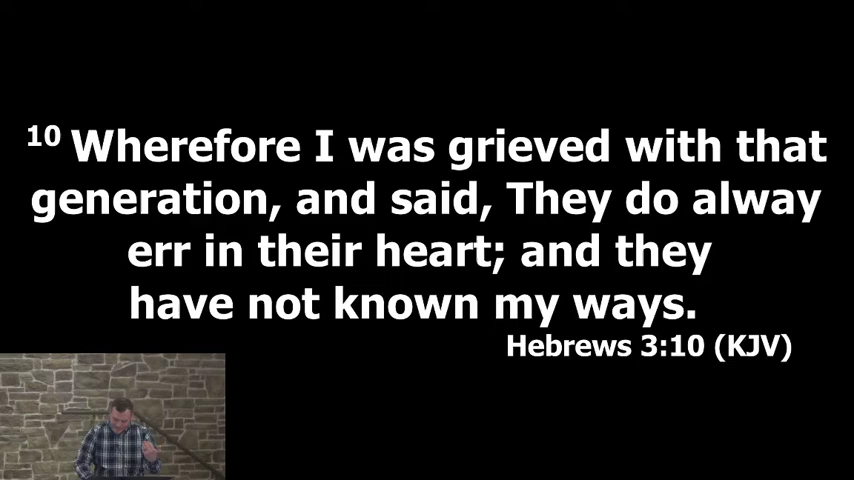 10 Wherefore I was grieved with that
generation, and said, They do alway
err in their heart; and they
have not known my ways.
Hebrews 3:10 (KJV)